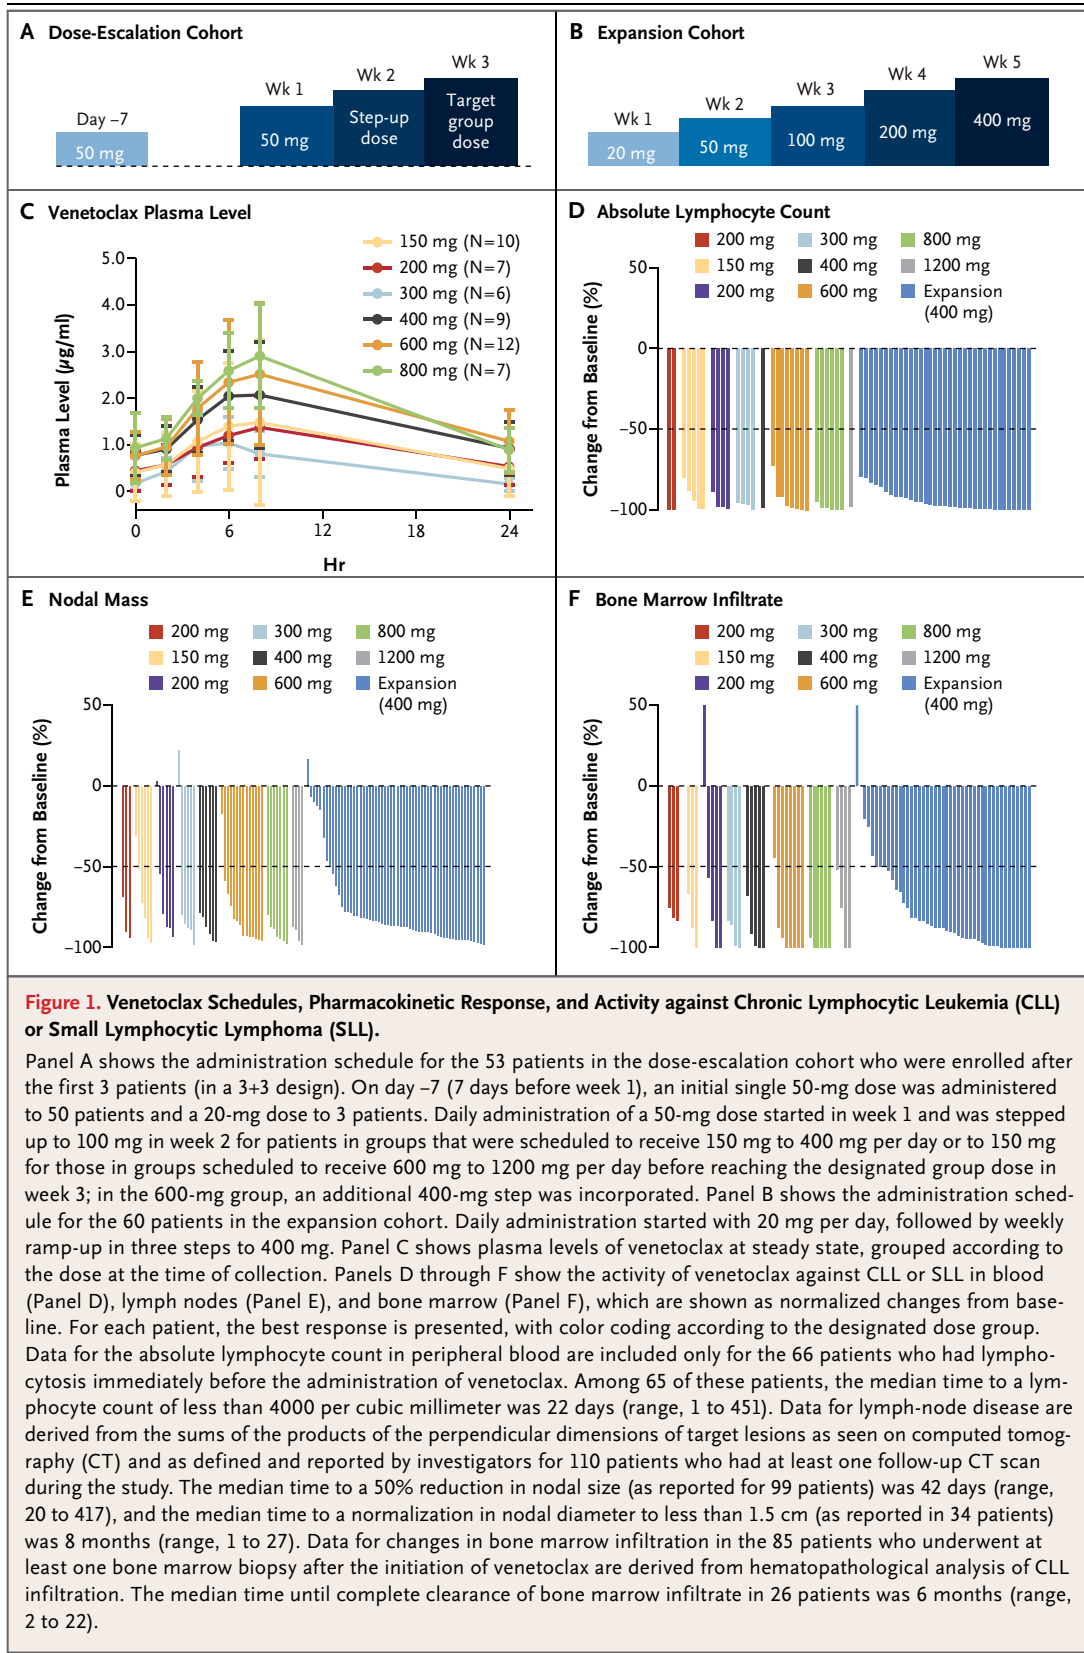 A Dose-Escalation Cohort
Day –7
50 mg
Wk 1
50 mg
Wk 2
Step-up
dose
Wk 3
Target
group
dose
B Expansion Cohort
Wk 1
20 mg
Wk 2
50 mg
Wk 3
100 mg
Wk 4
200 mg
Wk 5
400 mg
C Venetoclax Plasma Level
150 mg (N=10)
200 mg (N=7)
300 mg (N=6)
400 mg (N=9)
600 mg (N=12)
800 mg (N=7)
Plasma Level (µg/ml)
5.0
4.0
3.0
2.0
1.0
0
0 6 12 18 24
Hr
D Absolute Lymphocyte Count
200 mg 300 mg 800 mg
150 mg 400 mg 1200 mg
200 mg 600 mg Expansion
(400 mg)
Change from Baseline (%)
50
0
–50
–100
E Nodal Mass
200 mg 300 mg 800 mg
150 mg 400 mg 1200 mg
200 mg 600 mg Expansion
(400 mg)
Change from Baseline (%)
50
0
–50
–100
F Bone Marrow Infiltrate
200 mg 300 mg 800 mg
150 mg 400 mg 1200 mg
200 mg 600 mg Expansion
(400 mg)
Change from Baseline (%)
50
0
–50
–100
Figure 1. Venetoclax Schedules, Pharmacokinetic Response, and Activity against Chronic Lymphocytic Leukemia (CLL)
or Small Lymphocytic Lymphoma (SLL).
Panel A shows the administration schedule for the 53 patients in the dose-escalation cohort who were enrolled after
the first 3 patients (in a 3+3 design). On day –7 (7 days before week 1), an initial single 50-mg dose was administered
to 50 patients and a 20-mg dose to 3 patients. Daily administration of a 50-mg dose started in week 1 and was stepped
up to 100 mg in week 2 for patients in groups that were scheduled to receive 150 mg to 400 mg per day or to 150 mg
for those in groups scheduled to receive 600 mg to 1200 mg per day before reaching the designated group dose in
week 3; in the 600-mg group, an additional 400-mg step was incorporated. Panel B shows the administration sched-
ule for the 60 patients in the expansion cohort. Daily administration started with 20 mg per day, followed by weekly
ramp-up in three steps to 400 mg. Panel C shows plasma levels of venetoclax at steady state, grouped according to
the dose at the time of collection. Panels D through F show the activity of venetoclax against CLL or SLL in blood
(Panel D), lymph nodes (Panel E), and bone marrow (Panel F), which are shown as normalized changes from base-
line. For each patient, the best response is presented, with color coding according to the designated dose group.
Data for the absolute lymphocyte count in peripheral blood are included only for the 66 patients who had lympho-
cytosis immediately before the administration of venetoclax. Among 65 of these patients, the median time to a lym-
phocyte count of less than 4000 per cubic millimeter was 22 days (range, 1 to 451). Data for lymph-node disease are
derived from the sums of the products of the perpendicular dimensions of target lesions as seen on computed tomog-
raphy (CT) and as defined and reported by investigators for 110 patients who had at least one follow-up CT scan
during the study. The median time to a 50% reduction in nodal size (as reported for 99 patients) was 42 days (range,
20 to 417), and the median time to a normalization in nodal diameter to less than 1.5 cm (as reported in 34 patients)
was 8 months (range, 1 to 27). Data for changes in bone marrow infiltration in the 85 patients who underwent at
least one bone marrow biopsy after the initiation of venetoclax are derived from hematopathological analysis of CLL
infiltration. The median time until complete clearance of bone marrow infiltrate in 26 patients was 6 months (range,
2 to 22).